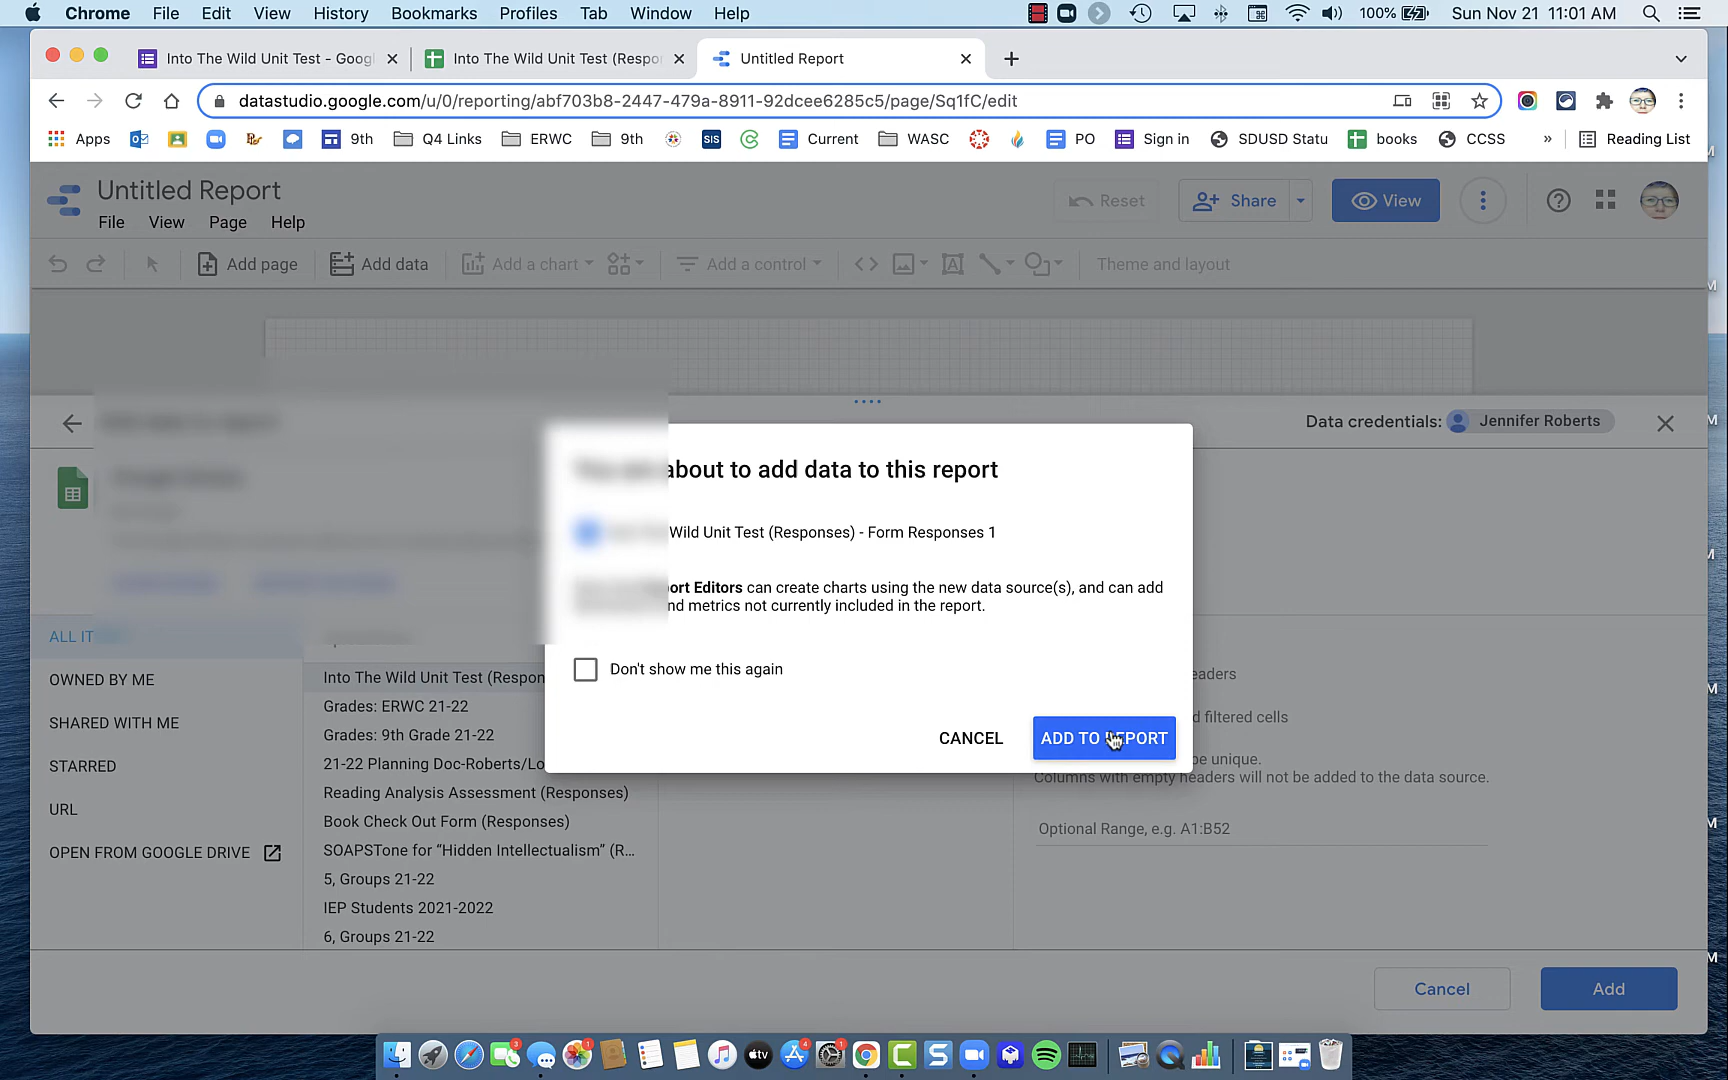 Chrome File Edit View History Bookmarks Profiles Tab Window Help 100% Sun Nov 21 11:01 AM
Into The Wild Unit Test - Goog Into The Wild Unit Test (Respo Untitled Report
datastudio.google.com/u/0/reporting/abf703b8-2447-479a-8911-92dcee6285c5/page/Sq1fC/edit
Apps 9th Q4 Links ERWC 9th SIS Current WASC PO Sign in SDUSD Statu books CCSS » Reading List
Untitled Report
Reset Share View
File View Page Help
Add page Add data Add a chart Add a control Theme and layout
Data credentials: Jennifer Roberts
about to add data to this report
Wild Unit Test (Responses) - Form Responses 1
ort Editors can create charts using the new data source(s), and can add
nd metrics not currently included in the report.
ALL IT
OWNED BY ME
SHARED WITH ME
STARRED
URL
OPEN FROM GOOGLE DRIVE
Into The Wild Unit Test (Respon
Grades: ERWC 21-22
Grades: 9th Grade 21-22
21-22 Planning Doc-Roberts/Lo
Reading Analysis Assessment (Responses)
Book Check Out Form (Responses)
SOAPSTone for “Hidden Intellectualism” (R...
5, Groups 21-22
IEP Students 2021-2022
6, Groups 21-22
Don't show me this again
CANCEL ADD TO REPORT
eaders
d filtered cells
be unique.
Columns with empty headers will not be added to the data source.
Optional Range, e.g. A1:B52
Cancel Add